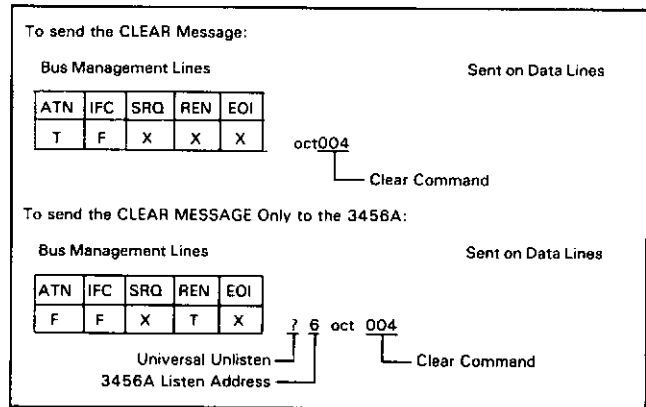 To send the CLEAR Message:
Bus Management Lines
Sent on Data Lines
ATN IFC SRQ REN EOI
T F X X X
oct004
Clear Command
To send the CLEAR MESSAGE Only to the 3456A:
Bus Management Lines
Sent on Data Lines
ATN IFC SRQ REN EOI
F F X T X
? 6 oct 004
Universal Unlisten
Clear Command
3456A Listen Address